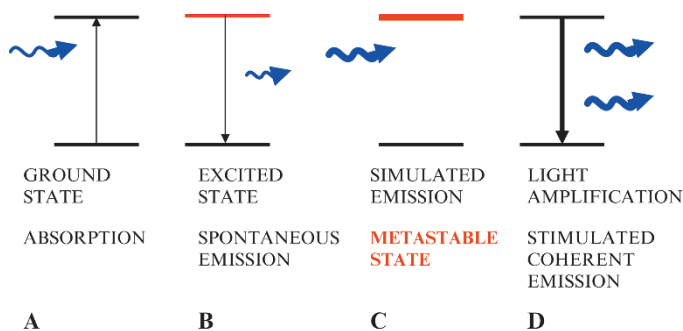 GROUND
STATE
ABSORPTION
A
EXCITED
STATE
SPONTANEOUS
EMISSION
B
SIMULATED
EMISSION
METASTABLE
STATE
C
LIGHT
AMPLIFICATION
STIMULATED
COHERENT
EMISSION
D